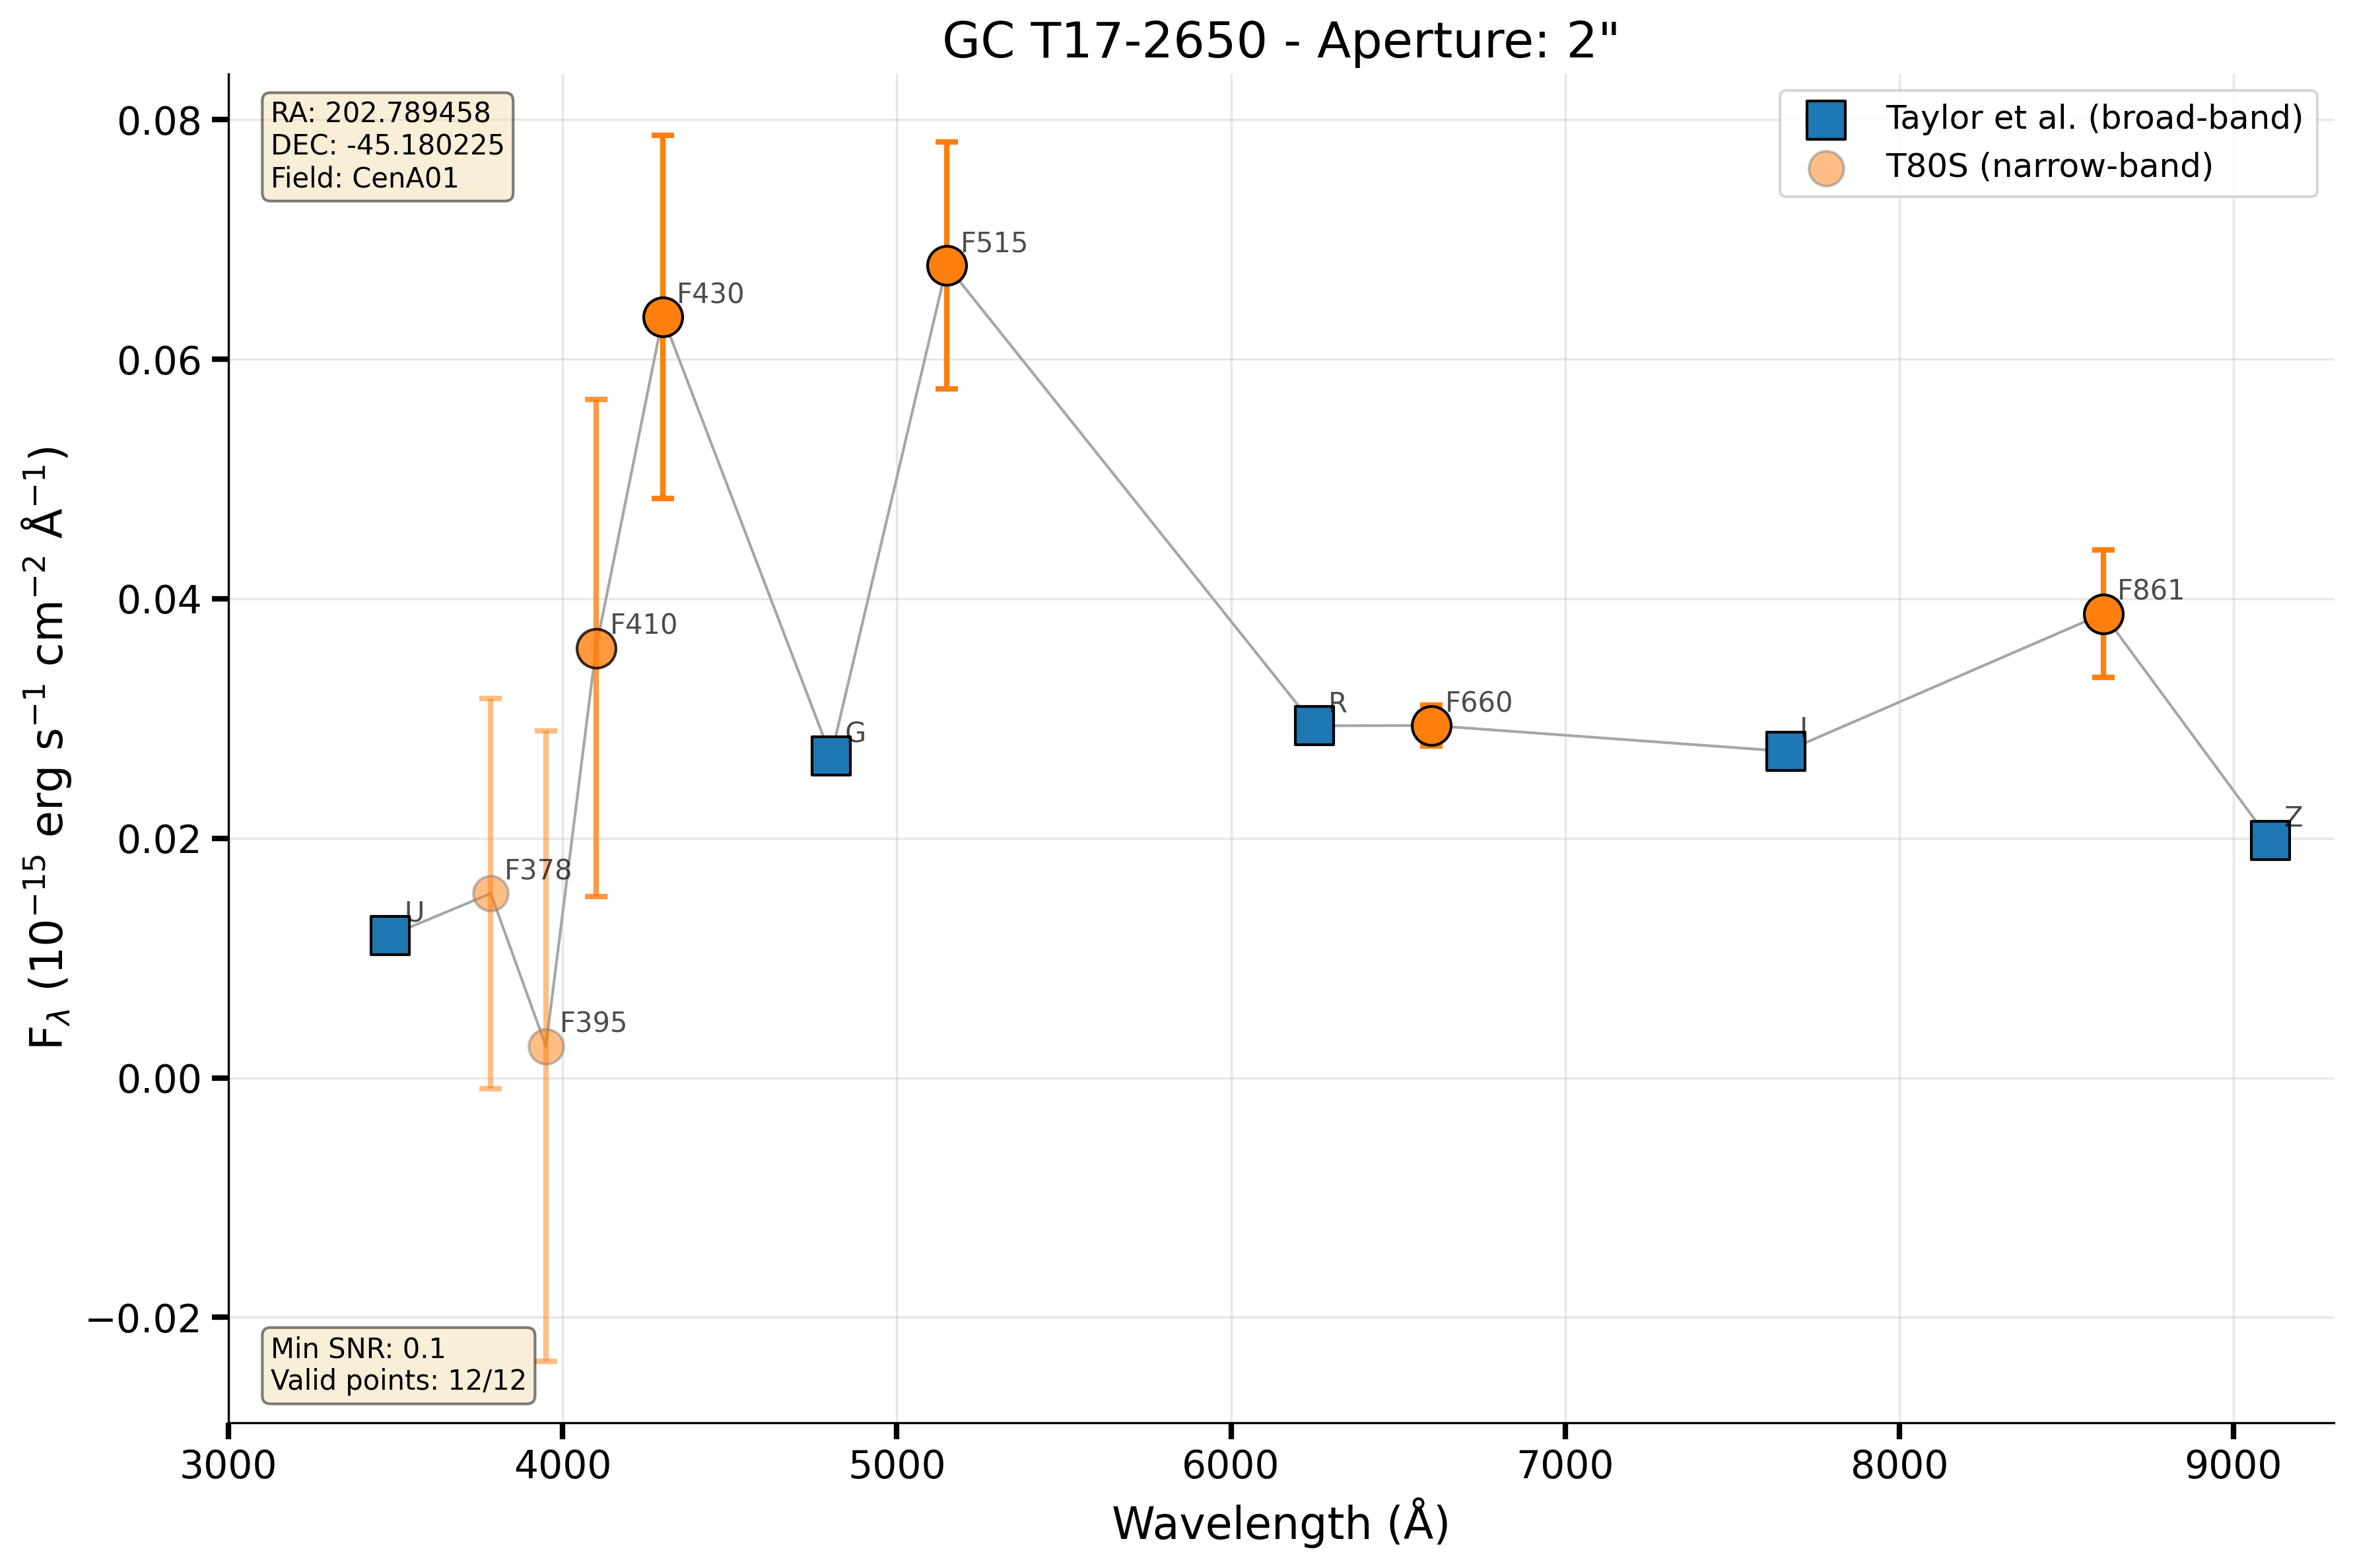 GC T17-2650 - Aperture: 2"
RA: 202.789458
DEC: -45.180225
Field: CenA01
Taylor et al. (broad-band)
T80S (narrow-band)
0.08
0.06
0.04
0.02
0.00
−0.02
F_λ (10⁻¹⁵ erg s⁻¹ cm⁻² Å⁻¹)
U
F378
F395
F410
F430
G
F515
R
F660
I
F861
Z
Min SNR: 0.1
Valid points: 12/12
3000 4000 5000 6000 7000 8000 9000
Wavelength (Å)